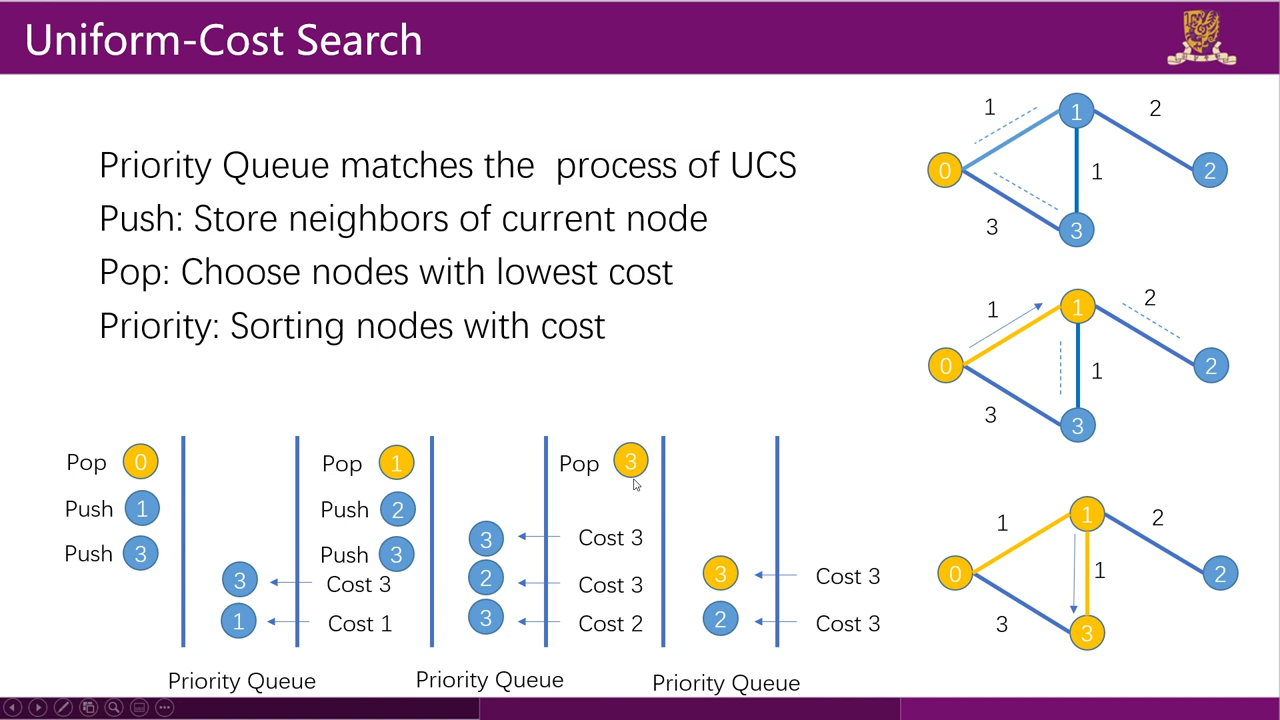 Uniform-Cost Search
Priority Queue matches the  process of UCS
Push: Store neighbors of current node
Pop: Choose nodes with lowest cost
Priority: Sorting nodes with cost
1
1
2
0
1
2
3
3
1
1
2
0
1
2
3
3
1
1
2
0
1
2
3
3
Pop 0
Push 1
Push 3
3
1
Priority Queue
Pop 1
Push 2
Push 3
Cost 3
Cost 1
3
2
3
Priority Queue
Pop 3
Cost 3
Cost 3
Cost 2
3
2
Priority Queue
Cost 3
Cost 3